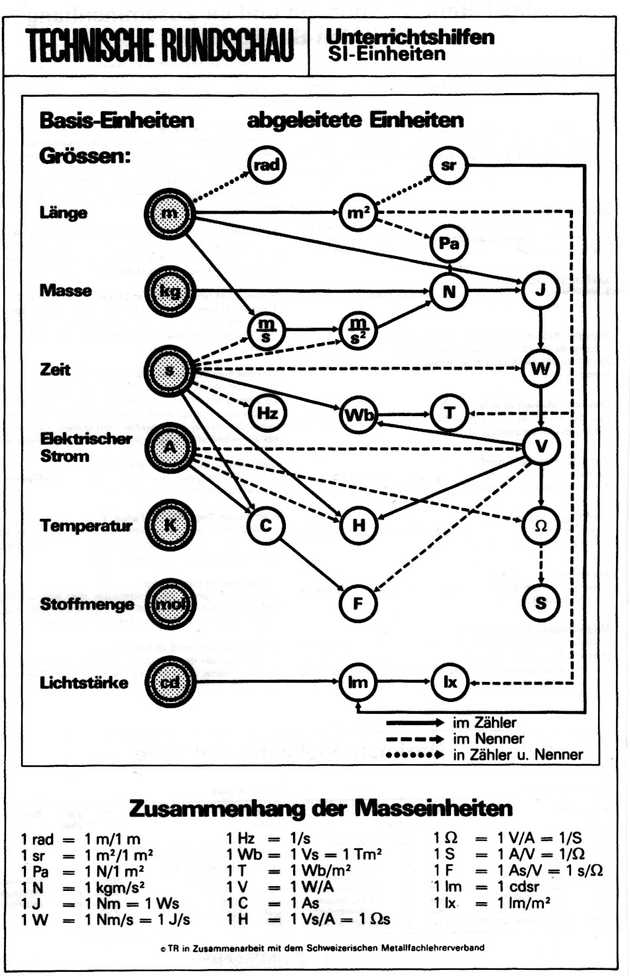 TECHNISCHE RUNDSCHAU
Unterrichtshilfen
SI-Einheiten
Basis-Einheiten abgeleitete Einheiten
Grössen:
rad sr
Länge m m²
Pa
Masse kg N J
m/s m/s²
Zeit s W
Hz Wb T
Elektrischer
Strom A V
Temperatur K C H Ω
Stoffmenge mol F S
Lichtstärke cd lm lx
im Zähler
im Nenner
in Zähler u. Nenner
Zusammenhang der Masseinheiten
1 rad = 1 m/1 m 1 Hz = 1/s 1 Ω = 1 V/A = 1/S
1 sr = 1 m²/1 m² 1 Wb = 1 Vs = 1 Tm² 1 S = 1 A/V = 1/Ω
1 Pa = 1 N/1 m² 1 T = 1 Wb/m² 1 F = 1 As/V = 1 s/Ω
1 N = 1 kgm/s² 1 V = 1 W/A 1 lm = 1 cdsr
1 J = 1 Nm = 1 Ws 1 C = 1 As 1 lx = 1 lm/m²
1 W = 1 Nm/s = 1 J/s 1 H = 1 Vs/A = 1 Ωs
© TR in Zusammenarbeit mit dem Schweizerischen Metallfachlehrerverband